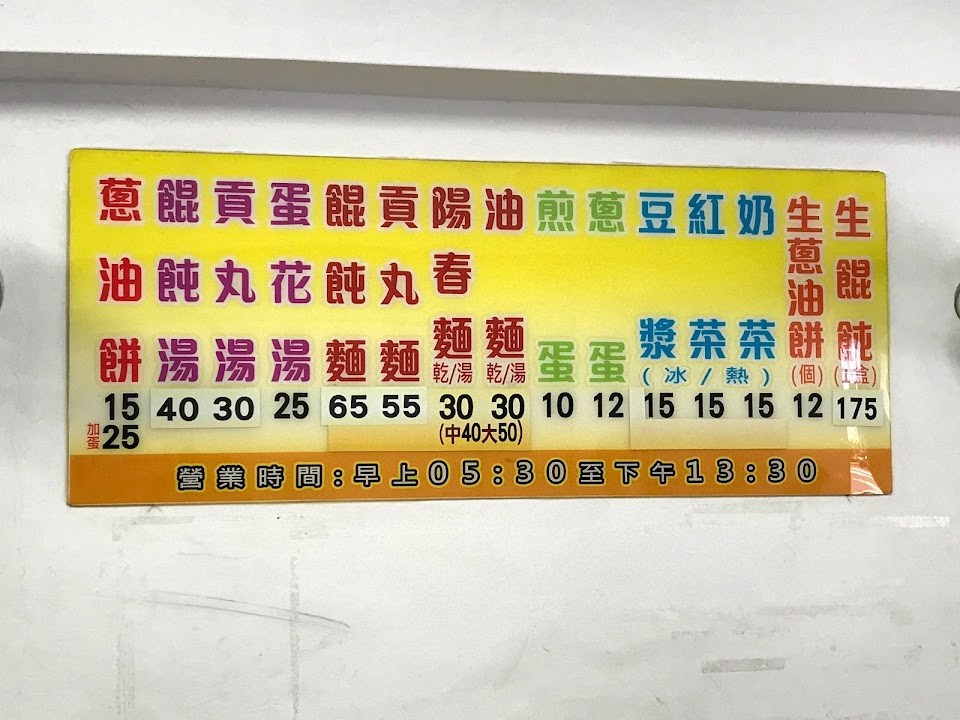 蔥油餅 15 加蛋25
餛飩湯 40
貢丸湯 30
蛋花湯 25
餛飩麵 65
貢丸麵 55
陽春麵 乾/湯 30
油麵 乾/湯 30
(中40大50)
煎蛋 10
蔥蛋 12
豆漿 15
紅茶 15
奶茶 15
(冰/熱)
生蔥油餅(個) 12
生餛飩(盒) 175
營業時間:早上05:30至下午13:30